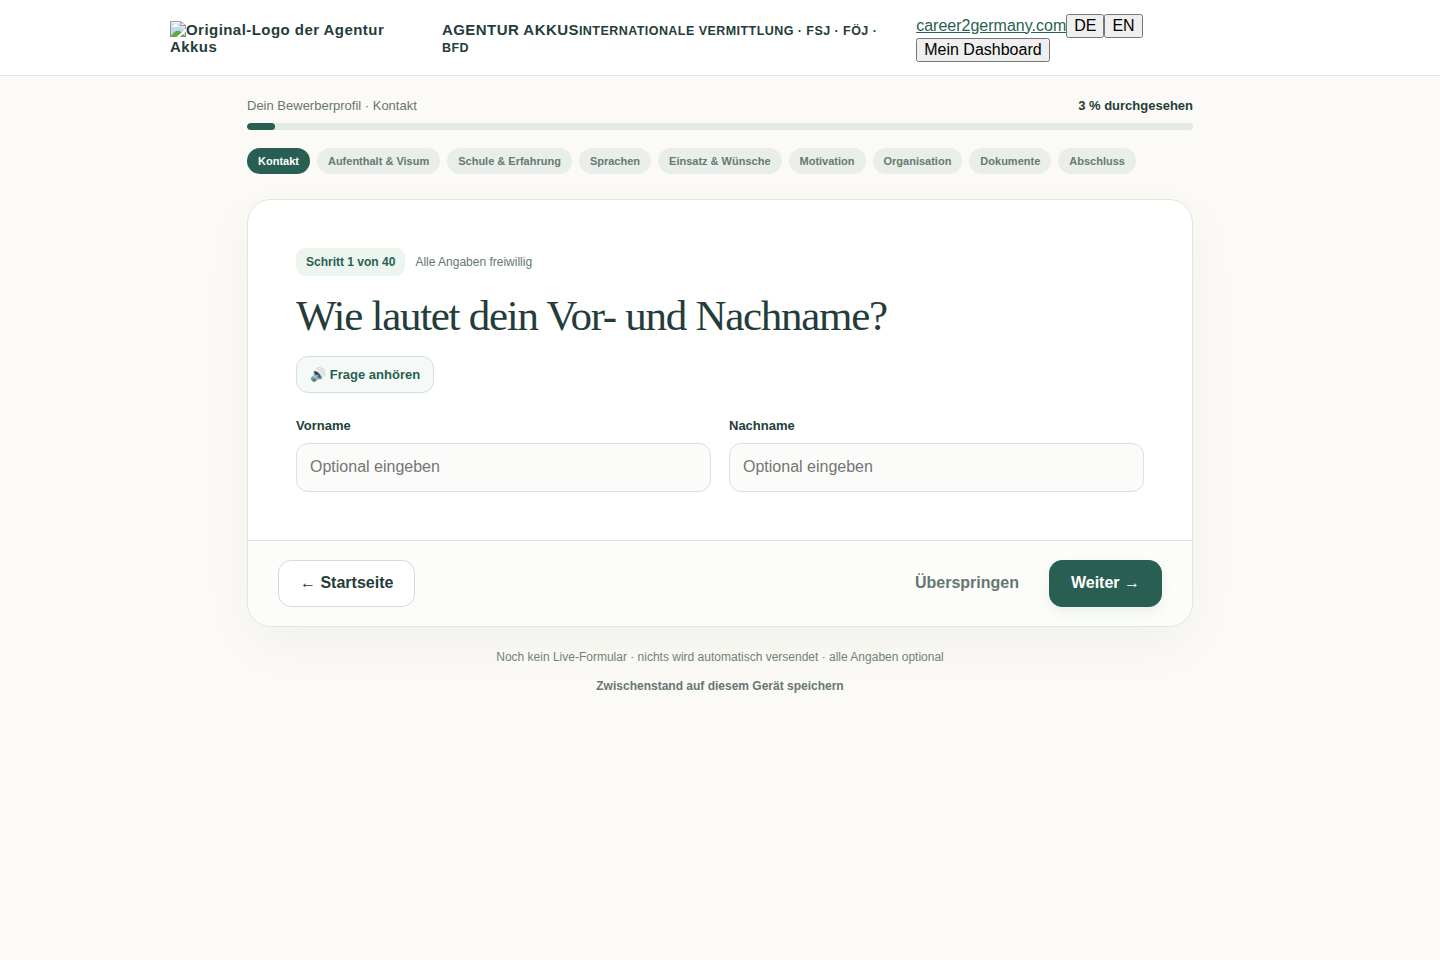 Original-Logo der Agentur
Akkus
AGENTUR AKKUSINTERNATIONALE VERMITTLUNG · FSJ · FÖJ ·
BFD
career2germany.com DE EN
Mein Dashboard
Dein Bewerberprofil · Kontakt
3 % durchgesehen
Kontakt
Aufenthalt & Visum
Schule & Erfahrung
Sprachen
Einsatz & Wünsche
Motivation
Organisation
Dokumente
Abschluss
Schritt 1 von 40
Alle Angaben freiwillig
Wie lautet dein Vor- und Nachname?
🔊 Frage anhören
Vorname
Nachname
Optional eingeben
Optional eingeben
← Startseite
Überspringen
Weiter →
Noch kein Live-Formular · nichts wird automatisch versendet · alle Angaben optional
Zwischenstand auf diesem Gerät speichern